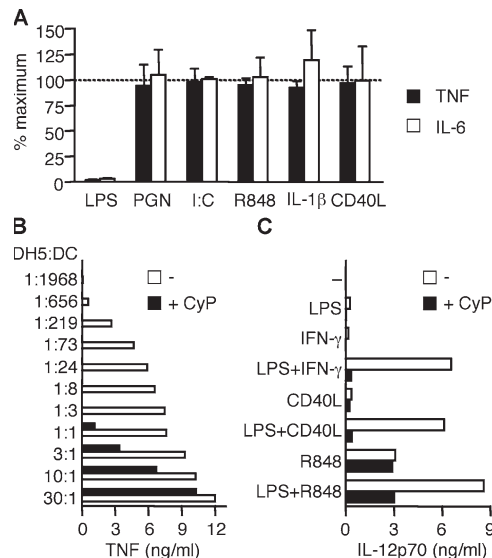 A
% maximum
150
125
100
75
50
25
0
TNF
IL-6
LPS PGN I:C R848 IL-1β CD40L
B
DH5:DC
1:1968
1:656
1:219
1:73
1:24
1:8
1:3
1:1
3:1
10:1
30:1
-
+ CyP
0 3 6 9 12
TNF (ng/ml)
C
-
+ CyP
–
LPS
IFN-γ
LPS+IFN-γ
CD40L
LPS+CD40L
R848
LPS+R848
0 3 6 9
IL-12p70 (ng/ml)